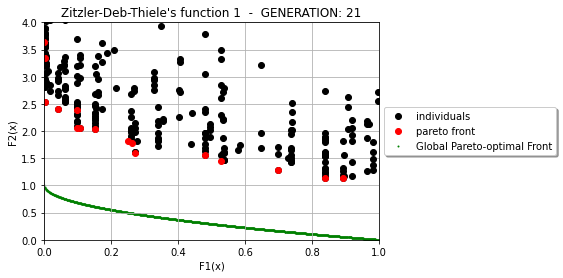 Zitzler-Deb-Thiele's function 1 - GENERATION: 21
4.0
3.5
3.0
2.5
2.0
1.5
1.0
0.5
0.0
F2(x)
0.0 0.2 0.4 0.6 0.8 1.0
F1(x)
individuals
pareto front
Global Pareto-optimal Front